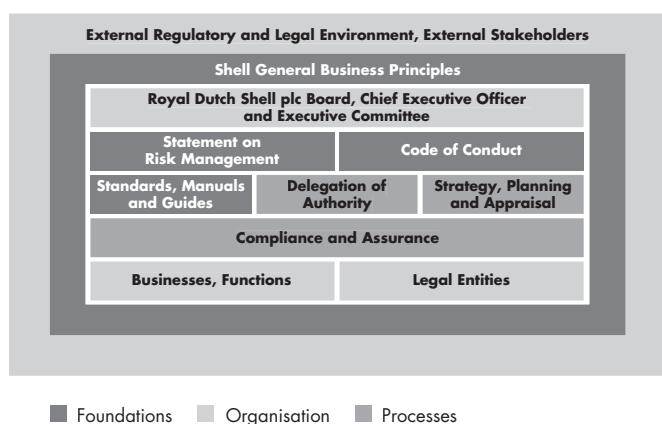 External Regulatory and Legal Environment, External Stakeholders
Shell General Business Principles
Royal Dutch Shell plc Board, Chief Executive Officer
and Executive Committee
Statement on
Risk Management
Code of Conduct
Standards, Manuals
and Guides
Delegation of
Authority
Strategy, Planning
and Appraisal
Compliance and Assurance
Businesses, Functions
Legal Entities
Foundations
Organisation
Processes